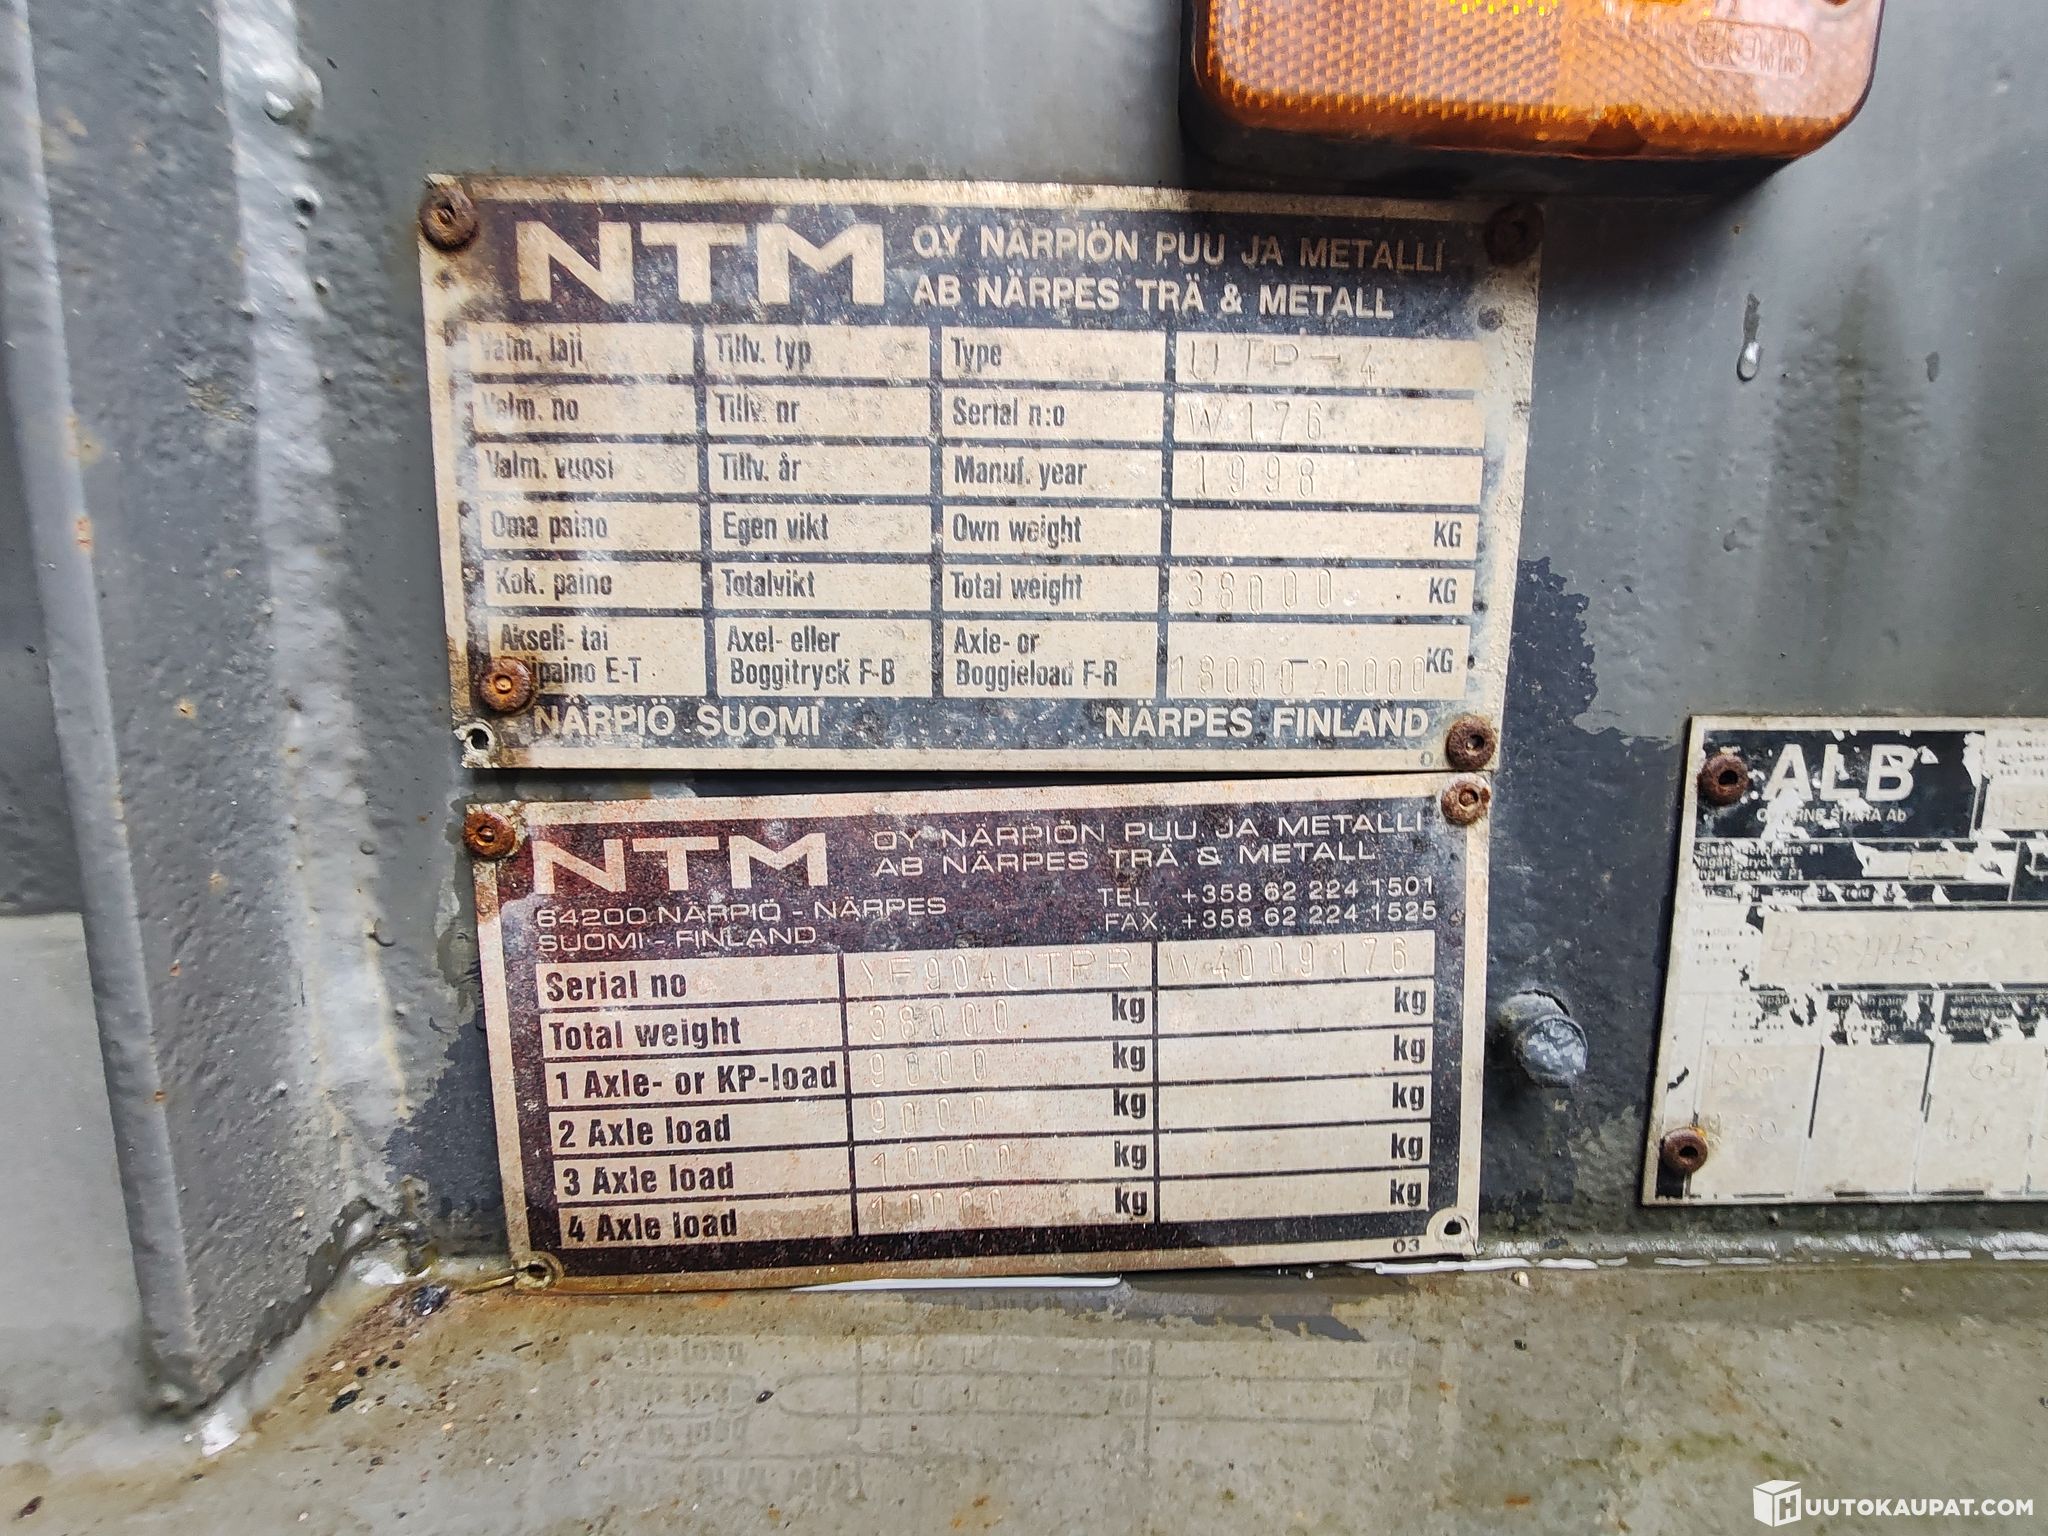 NTM
OY NÄRPIÖN PUU JA METALLI
AB NÄRPES TRÄ & METALL
Valm. laji Tillv. typ Type UTP-4
Valm. no Tillv. nr Serial n:o W176
Valm. vuosi Tillv. år Manuf. year 1998
Oma paino Egen vikt Own weight KG
Kok. paino Totalvikt Total weight 38000 KG
Akseli- tai Axel- eller Axle- or
E-T Boggitryck F-B Boggieload F-R 18000-20000 KG
NÄRPIÖ SUOMI NÄRPES FINLAND
NTM
OY NÄRPIÖN PUU JA METALLI
AB NÄRPES TRÄ & METALL
64200 NÄRPIÖ - NÄRPES
SUOMI - FINLAND
TEL. +358 62 224 1501
FAX. +358 62 224 1525
Serial no YF904UTPR W4009176
Total weight 38000 kg kg
1 Axle- or KP-load 9000 kg kg
2 Axle load 9000 kg kg
3 Axle load 10000 kg kg
4 Axle load 10000 kg kg
03
ALB
Input Pressure P1
HUUTOKAUPAT.COM